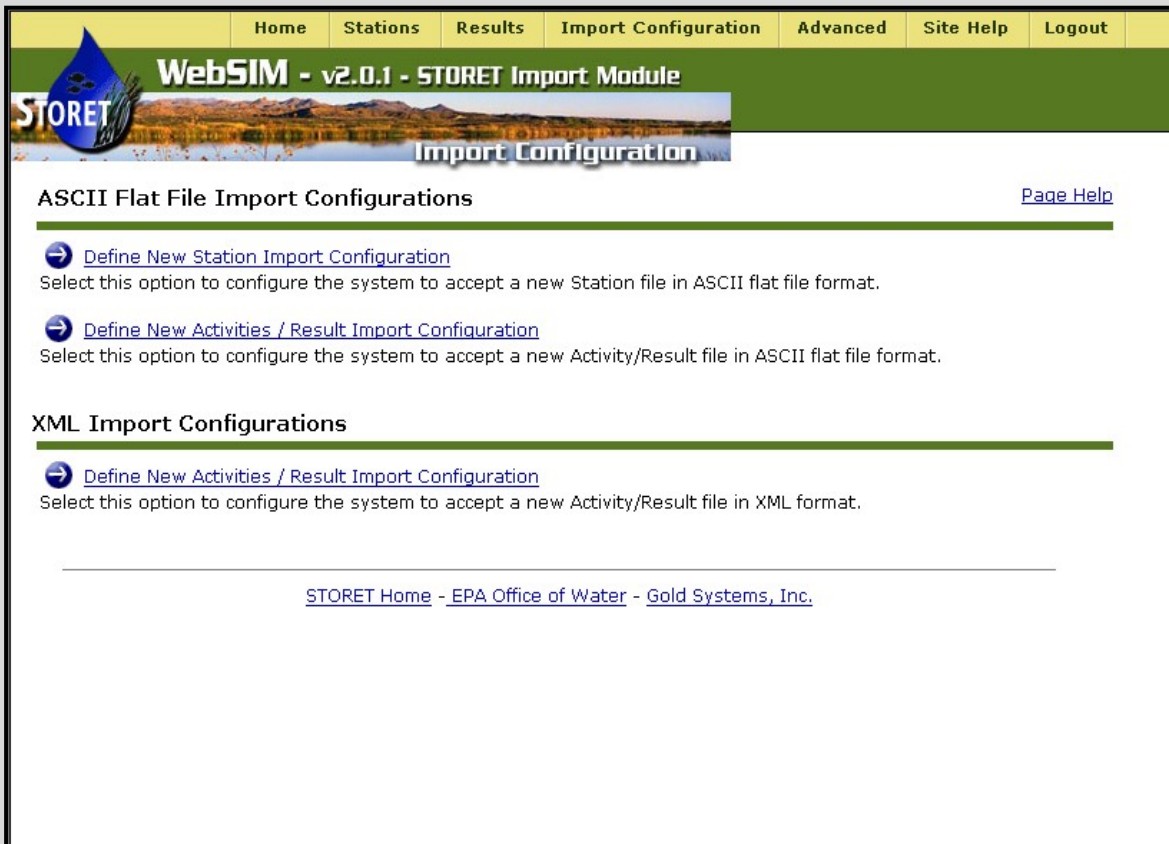 Home Stations Results Import Configuration Advanced Site Help Logout
WebSIM - v2.0.1 - STORET Import Module
STORET
Import Configuration
ASCII Flat File Import Configurations
Page Help
Define New Station Import Configuration
Select this option to configure the system to accept a new Station file in ASCII flat file format.
Define New Activities / Result Import Configuration
Select this option to configure the system to accept a new Activity/Result file in ASCII flat file format.
XML Import Configurations
Define New Activities / Result Import Configuration
Select this option to configure the system to accept a new Activity/Result file in XML format.
STORET Home - EPA Office of Water - Gold Systems, Inc.